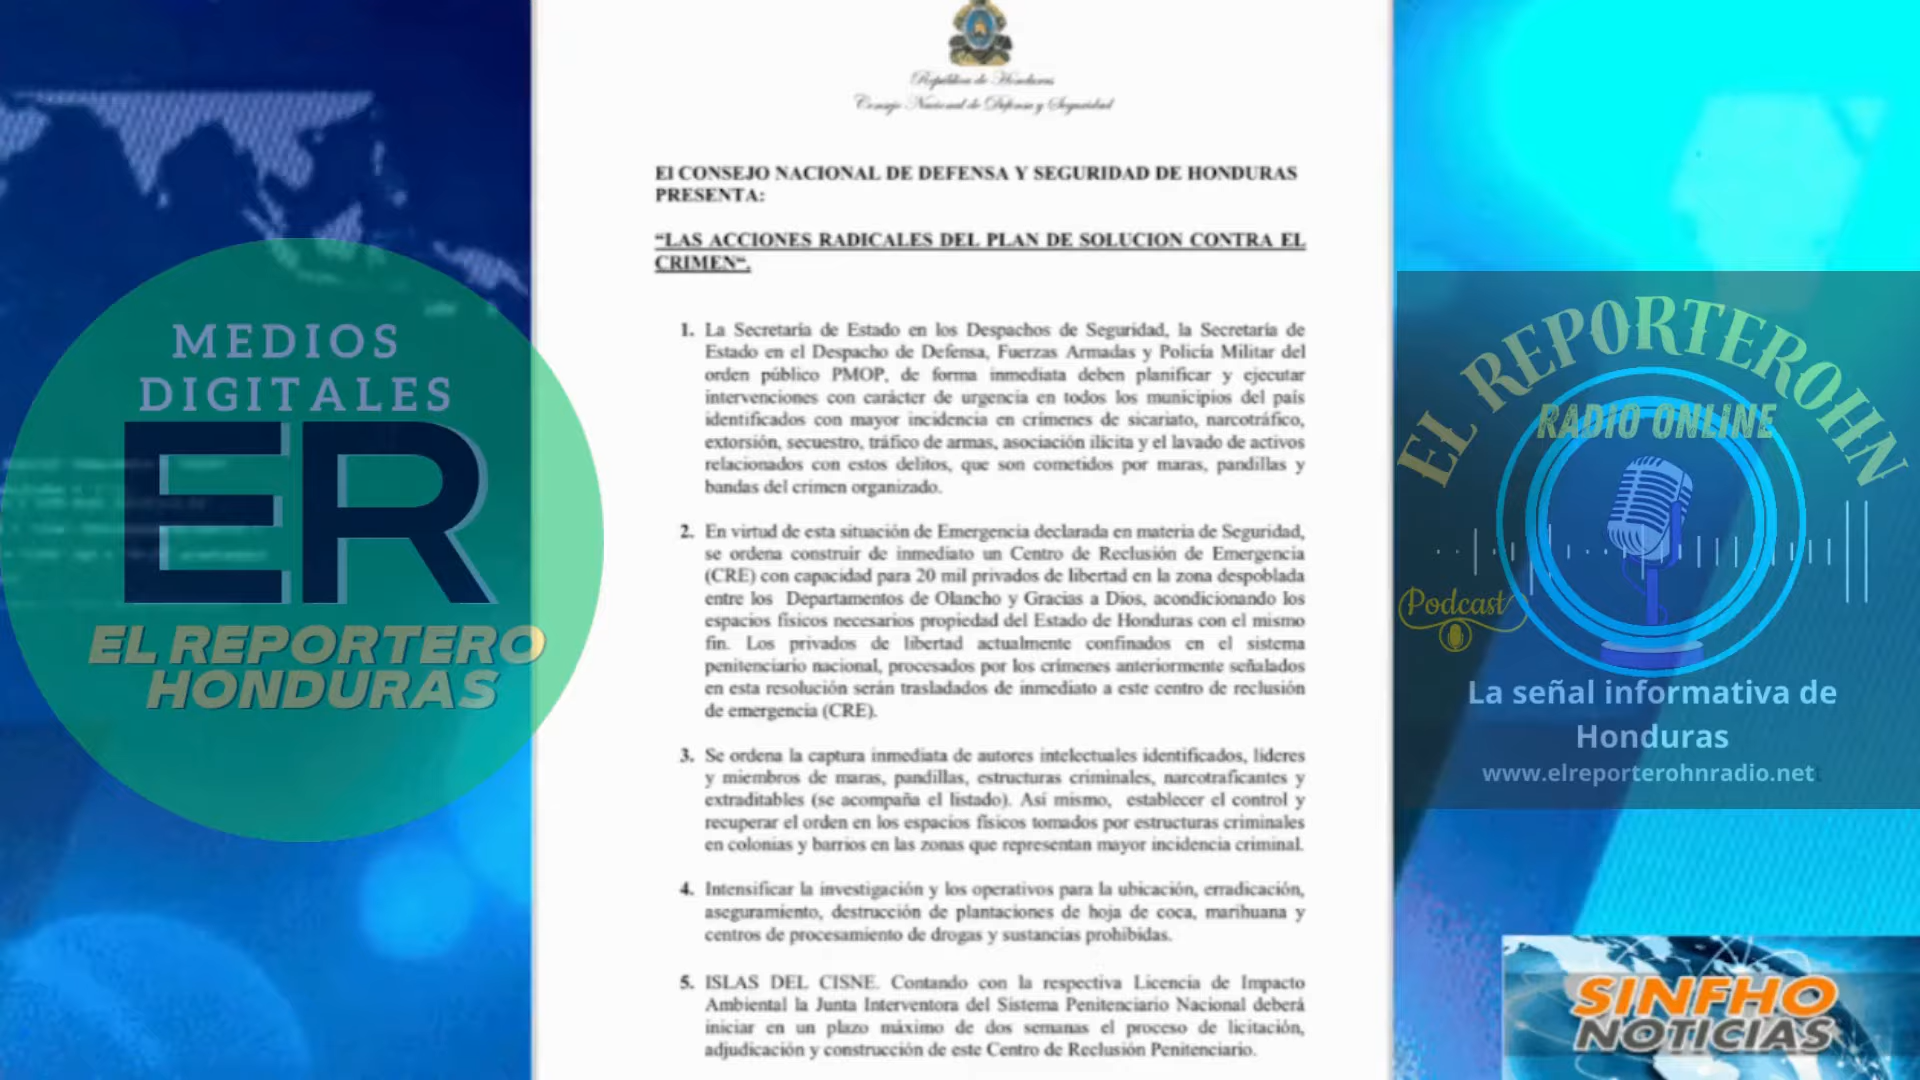 República de Honduras
Consejo Nacional de Defensa y Seguridad
El CONSEJO NACIONAL DE DEFENSA Y SEGURIDAD DE HONDURAS
PRESENTA:
“LAS ACCIONES RADICALES DEL PLAN DE SOLUCION CONTRA EL
CRIMEN“.
1. La Secretaría de Estado en los Despachos de Seguridad, la Secretaría de
Estado en el Despacho de Defensa, Fuerzas Armadas y Policía Militar del
orden público PMOP, de forma inmediata deben planificar y ejecutar
intervenciones con carácter de urgencia en todos los municipios del país
identificados con mayor incidencia en crímenes de sicariato, narcotráfico,
extorsión, secuestro, tráfico de armas, asociación ilícita y el lavado de activos
relacionados con estos delitos, que son cometidos por maras, pandillas y
bandas del crimen organizado.
2. En virtud de esta situación de Emergencia declarada en materia de Seguridad,
se ordena construir de inmediato un Centro de Reclusión de Emergencia
(CRE) con capacidad para 20 mil privados de libertad en la zona despoblada
entre los Departamentos de Olancho y Gracias a Dios, acondicionando los
espacios físicos necesarios propiedad del Estado de Honduras con el mismo
fin. Los privados de libertad actualmente confinados en el sistema
penitenciario nacional, procesados por los crímenes anteriormente señalados
en esta resolución serán trasladados de inmediato a este centro de reclusión
de emergencia (CRE).
3. Se ordena la captura inmediata de autores intelectuales identificados, líderes
y miembros de maras, pandillas, estructuras criminales, narcotraficantes y
extraditables (se acompaña el listado). Así mismo, establecer el control y
recuperar el orden en los espacios físicos tomados por estructuras criminales
en colonias y barrios en las zonas que representan mayor incidencia criminal.
4. Intensificar la investigación y los operativos para la ubicación, erradicación,
aseguramiento, destrucción de plantaciones de hoja de coca, marihuana y
centros de procesamiento de drogas y sustancias prohibidas.
5. ISLAS DEL CISNE. Contando con la respectiva Licencia de Impacto
Ambiental la Junta Interventora del Sistema Penitenciario Nacional deberá
iniciar en un plazo máximo de dos semanas el proceso de licitación,
adjudicación y construcción de este Centro de Reclusión Penitenciario.
MEDIOS
DIGITALES
ER
EL REPORTERO
HONDURAS
EL REPORTEROHN
RADIO ONLINE
Podcast
La señal informativa de
Honduras
www.elreporterohnradio.net
SINFHO
NOTICIAS